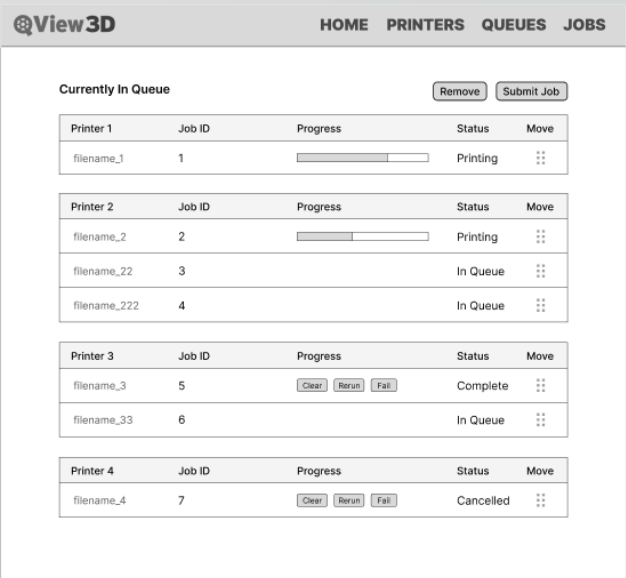 QView3D HOME PRINTERS QUEUES JOBS
Currently In Queue Remove Submit Job
Printer 1 Job ID Progress Status Move
filename_1 1 Printing
Printer 2 Job ID Progress Status Move
filename_2 2 Printing
filename_22 3 In Queue
filename_222 4 In Queue
Printer 3 Job ID Progress Status Move
filename_3 5 Clear Rerun Fail Complete
filename_33 6 In Queue
Printer 4 Job ID Progress Status Move
filename_4 7 Clear Rerun Fail Cancelled